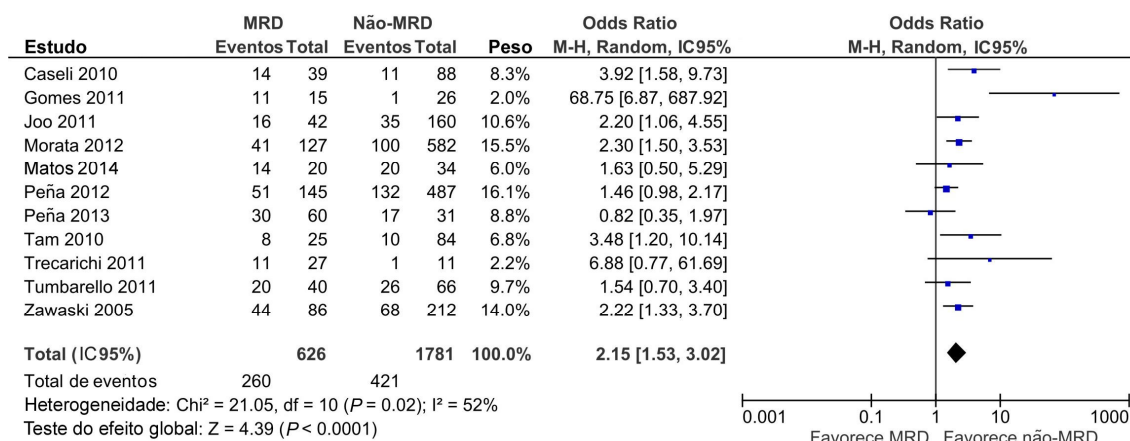 MRD Não-MRD Odds Ratio Odds Ratio
Estudo Eventos Total Eventos Total Peso M-H, Random, IC95% M-H, Random, IC95%
Caseli 2010 14 39 11 88 8.3% 3.92 [1.58, 9.73]
Gomes 2011 11 15 1 26 2.0% 68.75 [6.87, 687.92]
Joo 2011 16 42 35 160 10.6% 2.20 [1.06, 4.55]
Morata 2012 41 127 100 582 15.5% 2.30 [1.50, 3.53]
Matos 2014 14 20 20 34 6.0% 1.63 [0.50, 5.29]
Peña 2012 51 145 132 487 16.1% 1.46 [0.98, 2.17]
Peña 2013 30 60 17 31 8.8% 0.82 [0.35, 1.97]
Tam 2010 8 25 10 84 6.8% 3.48 [1.20, 10.14]
Trecarichi 2011 11 27 1 11 2.2% 6.88 [0.77, 61.69]
Tumbarello 2011 20 40 26 66 9.7% 1.54 [0.70, 3.40]
Zawaski 2005 44 86 68 212 14.0% 2.22 [1.33, 3.70]
Total (IC95%) 626 1781 100.0% 2.15 [1.53, 3.02]
Total de eventos 260 421
Heterogeneidade: Chi² = 21.05, df = 10 (P = 0.02); I² = 52%
Teste do efeito global: Z = 4.39 (P < 0.0001)
0.001 0.1 1 10 1000
Favorece MRD Favorece não-MRD